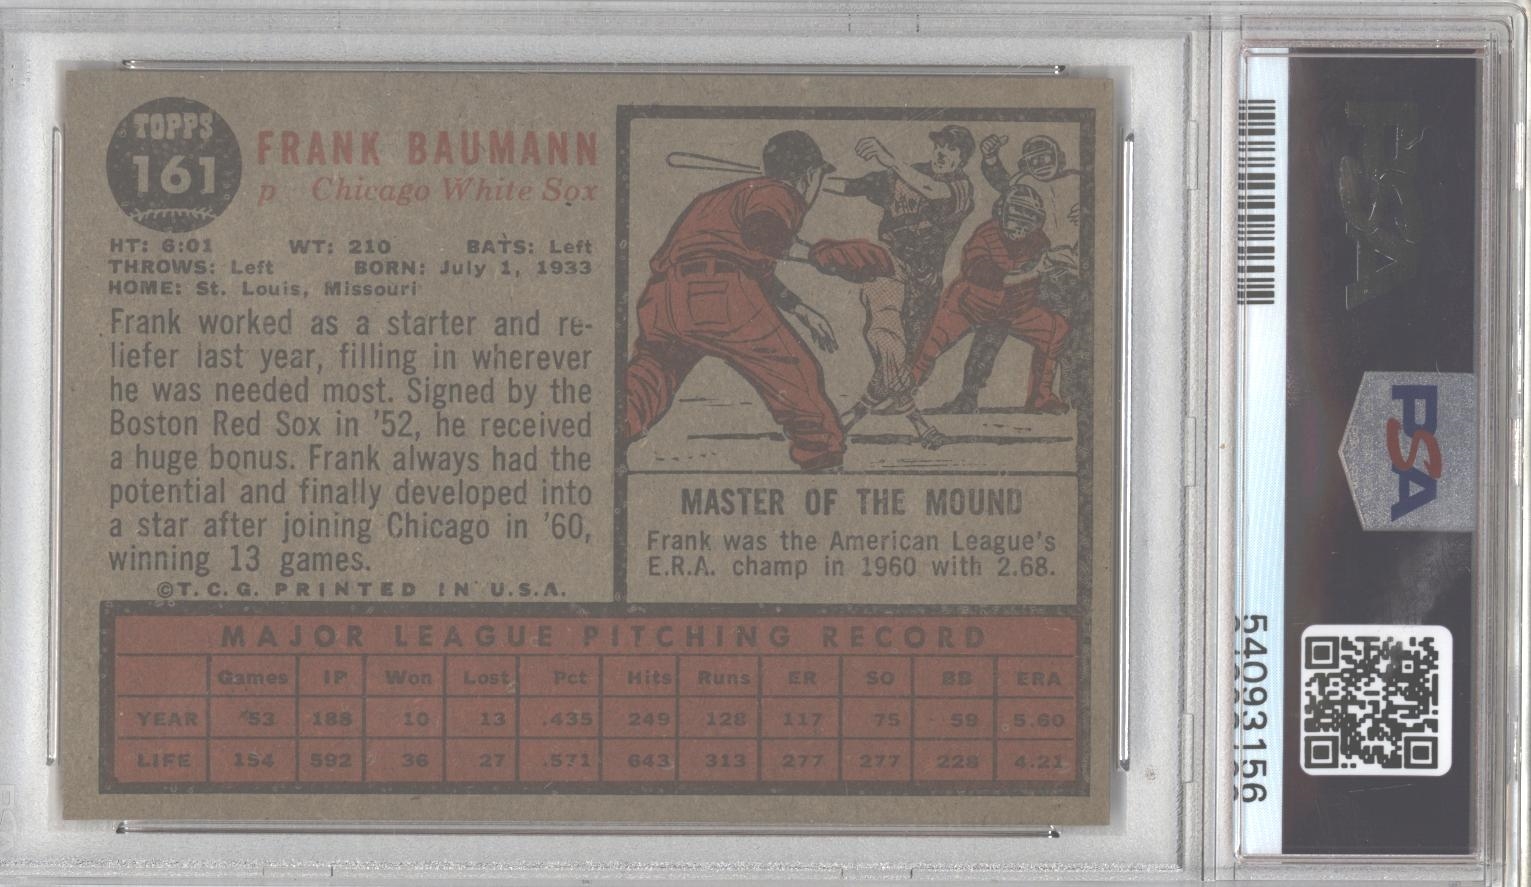 TOPPS
161
FRANK BAUMANN
p Chicago White Sox
HT: 6:01 WT: 210 BATS: Left
THROWS: Left BORN: July 1, 1933
HOME: St. Louis, Missouri
Frank worked as a starter and re-
liefer last year, filling in wherever
he was needed most. Signed by the
Boston Red Sox in '52, he received
a huge bonus. Frank always had the
potential and finally developed into
a star after joining Chicago in '60,
winning 13 games.
©T.C.G. PRINTED IN U.S.A.
MASTER OF THE MOUND
Frank was the American League's
E.R.A. champ in 1960 with 2.68.
MAJOR LEAGUE PITCHING RECORD
Games IP Won Lost Pct Hits Runs ER SO BB ERA
YEAR 53 188 10 13 .435 249 128 117 75 59 5.60
LIFE 154 592 36 27 .571 643 313 277 277 228 4.21
PSA
PSA
54093156